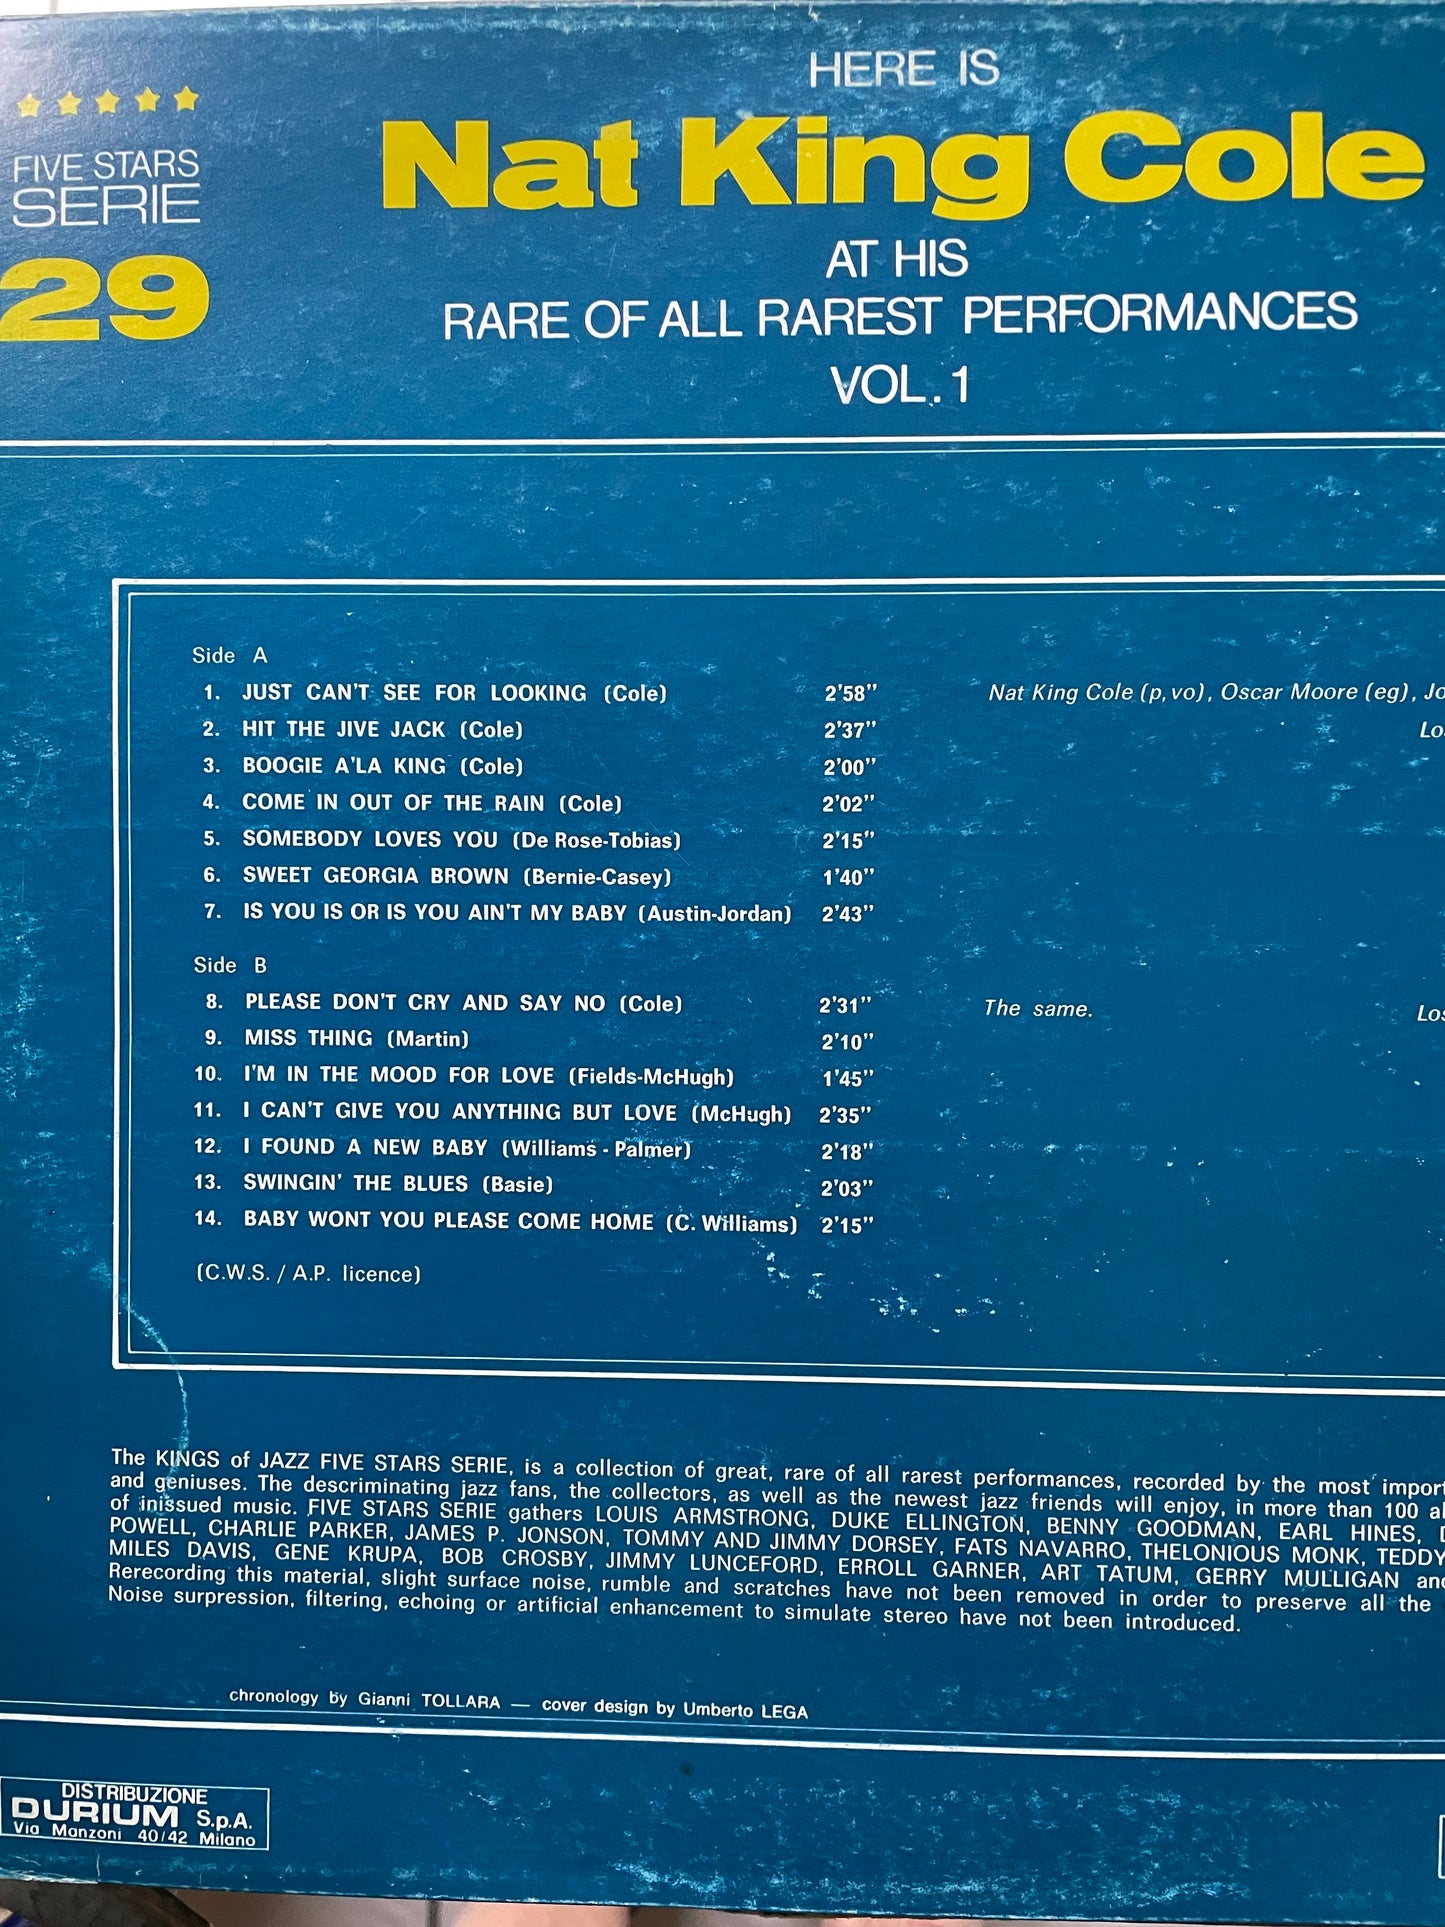 HERE IS
Nat King Cole
AT HIS
RARE OF ALL RAREST PERFORMANCES
VOL. 1
FIVE STARS
SERIE
29
Side A
1. JUST CAN'T SEE FOR LOOKING (Cole) 2'58" Nat King Cole (p, vo), Oscar Moore (eg),
2. HIT THE JIVE JACK (Cole) 2'37"
3. BOOGIE A'LA KING (Cole) 2'00"
4. COME IN OUT OF THE RAIN (Cole) 2'02"
5. SOMEBODY LOVES YOU (De Rose-Tobias) 2'15"
6. SWEET GEORGIA BROWN (Bernie-Casey) 1'40"
7. IS YOU IS OR IS YOU AIN'T MY BABY (Austin-Jordan) 2'43"
Side B
8. PLEASE DON'T CRY AND SAY NO (Cole) 2'31" The same.
9. MISS THING (Martin) 2'10"
10. I'M IN THE MOOD FOR LOVE (Fields-McHugh) 1'45"
11. I CAN'T GIVE YOU ANYTHING BUT LOVE (McHugh) 2'35"
12. I FOUND A NEW BABY (Williams - Palmer) 2'18"
13. SWINGIN' THE BLUES (Basie) 2'03"
14. BABY WONT YOU PLEASE COME HOME (C. Williams) 2'15"
(C.W.S. / A.P. licence)
The KINGS of JAZZ FIVE STARS SERIE, is a collection of great, rare of all rarest performances, recorded by the most
and geniuses. The descriminating jazz fans, the collectors, as well as the newest jazz friends will enjoy, in more than 100
of inissued music. FIVE STARS SERIE gathers LOUIS ARMSTRONG, DUKE ELLINGTON, BENNY GOODMAN, EARL HINES,
POWELL, CHARLIE PARKER, JAMES P. JONSON, TOMMY AND JIMMY DORSEY, FATS NAVARRO, THELONIOUS MONK, TEDDY
MILES DAVIS, GENE KRUPA, BOB CROSBY, JIMMY LUNCEFORD, ERROLL GARNER, ART TATUM, GERRY MULLIGAN
Rerecording this material, slight surface noise, rumble and scratches have not been removed in order to preserve all the
Noise surpression, filtering, echoing or artificial enhancement to simulate stereo have not been introduced.
chronology by Gianni TOLLARA — cover design by Umberto LEGA
DISTRIBUZIONE
DURIUM S.p.A.
Via Manzoni 40/42 Milano